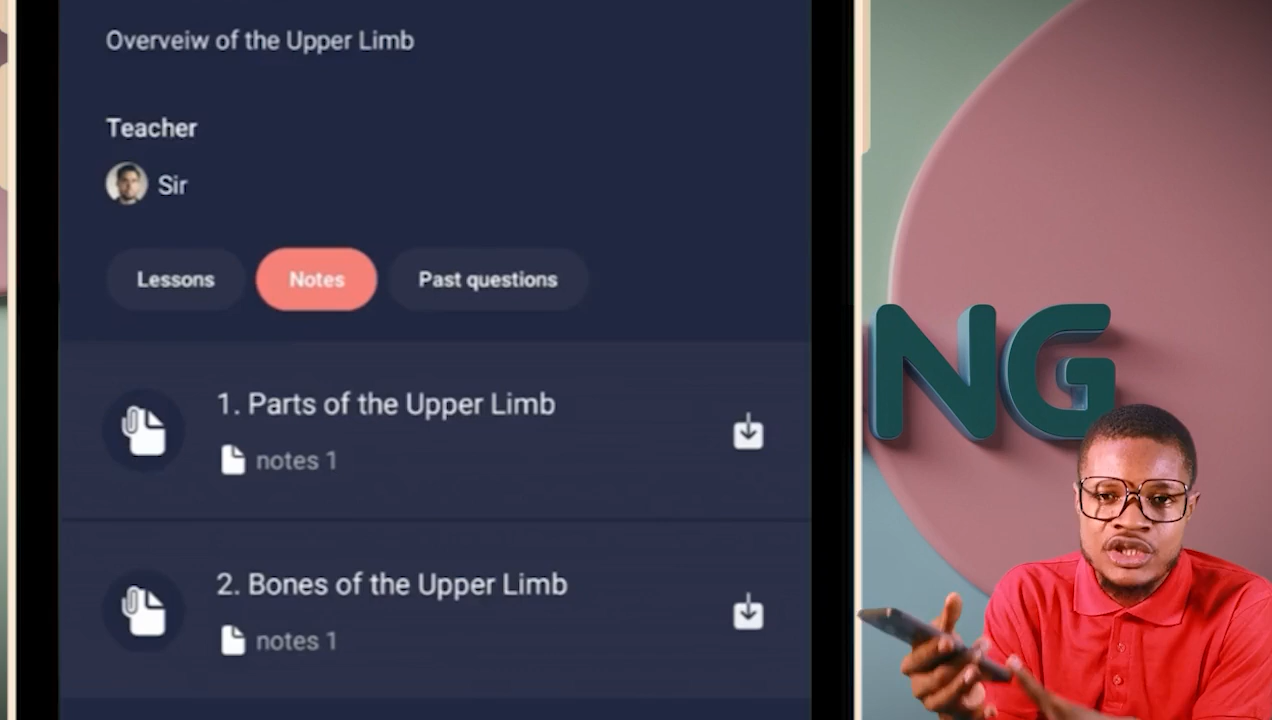 Overveiw of the Upper Limb
Teacher
Sir
Lessons
Notes
Past questions
1. Parts of the Upper Limb
notes 1
2. Bones of the Upper Limb
notes 1
NG